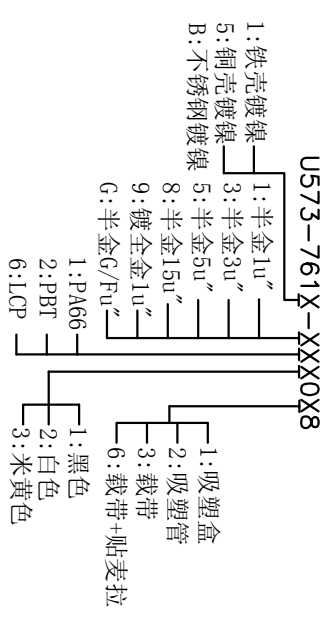 U573-761X-XXX0X8
1:铁壳镀镍
5:铜壳镀镍
B:不锈钢镀镍
1:半金1u"
3:半金3u"
5:半金5u"
8:半金15u"
9:镀全金1u"
G:半金G/Fu"
1:PA66
2:PBT
6:LCP
1:黑色
2:白色
3:米黄色
1:吸塑盒
2:吸塑管
3:载带
6:载带+贴麦拉